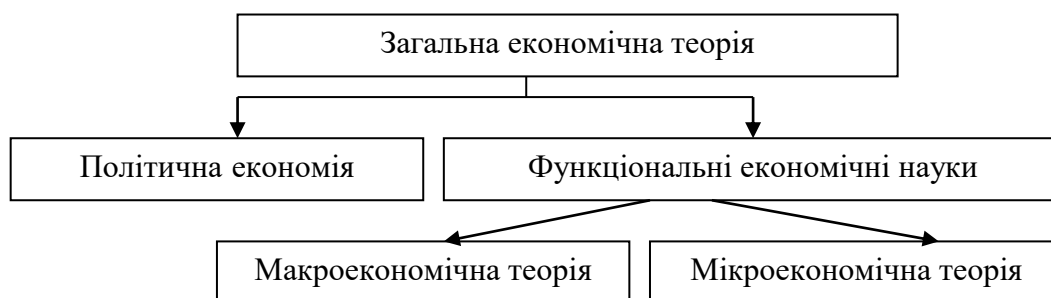 Загальна економічна теорія
Політична економія
Функціональні економічні науки
Макроекономічна теорія
Мікроекономічна теорія